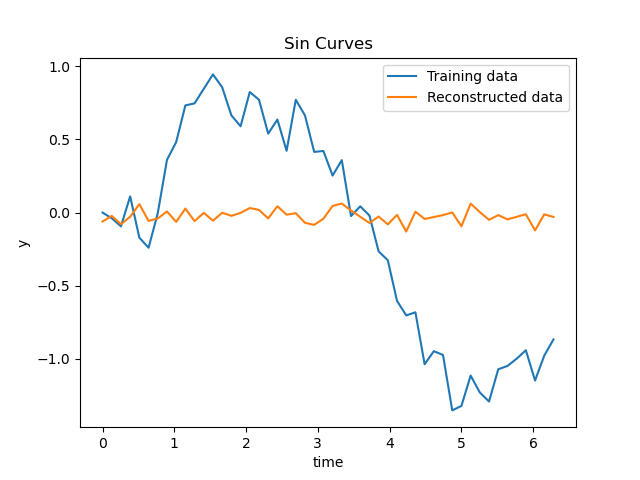 Sin Curves
Training data
Reconstructed data
1.0
0.5
0.0
−0.5
−1.0
y
0 1 2 3 4 5 6
time